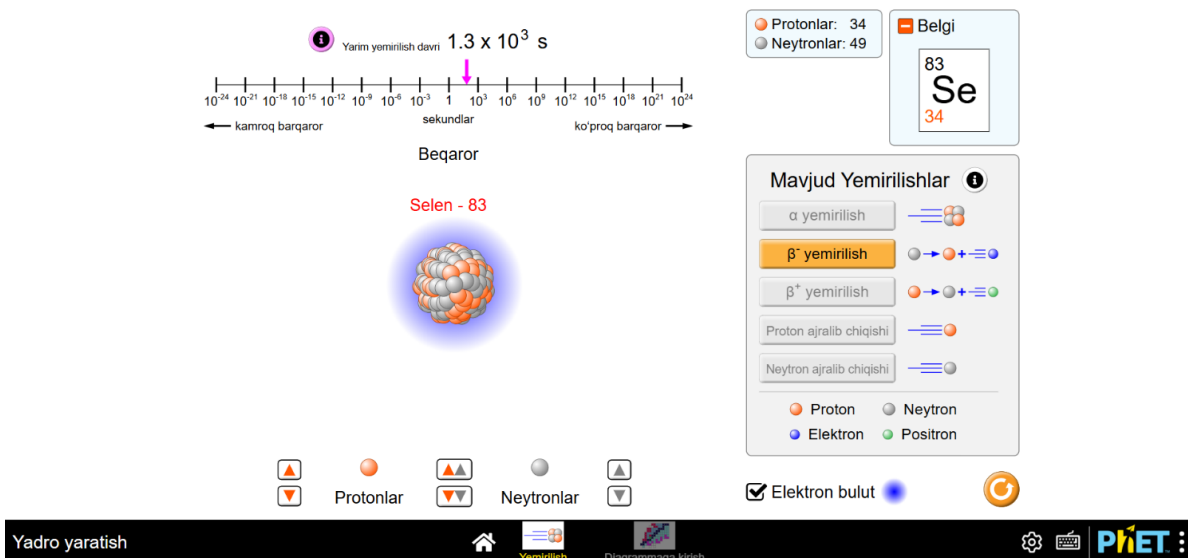 Yarim yemirilish davri 1.3 x 10³ s
10⁻²⁴ 10⁻²¹ 10⁻¹⁸ 10⁻¹⁵ 10⁻¹² 10⁻⁹ 10⁻⁶ 10⁻³ 1 10³ 10⁶ 10⁹ 10¹² 10¹⁵ 10¹⁸ 10²¹ 10²⁴
sekundlar
kamroq barqaror
ko'proq barqaror
Beqaror
Selen - 83
Protonlar: 34
Neytronlar: 49
Belgi
83
Se
34
Mavjud Yemirilishlar
α yemirilish
β⁻ yemirilish
β⁺ yemirilish
Proton ajralib chiqishi
Neytron ajralib chiqishi
Proton Neytron
Elektron Positron
Protonlar
Neytronlar
Elektron bulut
Yadro yaratish
Yemirilish
Diagrammaga kirish
PhET